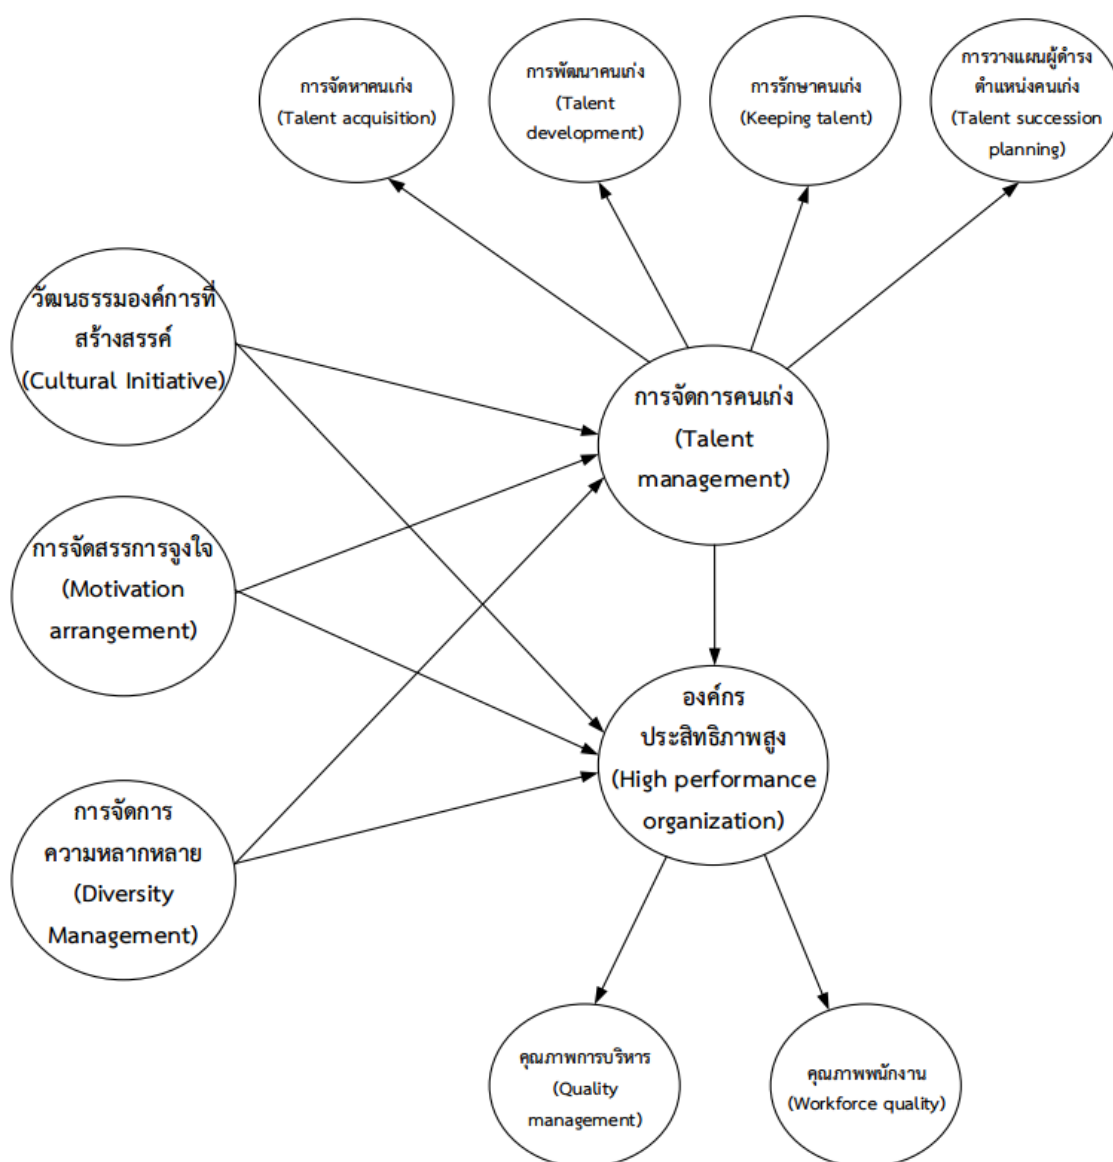 การจัดหาคนเก่ง
(Talent acquisition)
การพัฒนาคนเก่ง
(Talent
development)
การรักษาคนเก่ง
(Keeping talent)
การวางแผนผู้ดำรง
ตำแหน่งคนเก่ง
(Talent succession
planning)
วัฒนธรรมองค์การที่
สร้างสรรค์
(Cultural Initiative)
การจัดการคนเก่ง
(Talent
management)
การจัดสรรการจูงใจ
(Motivation
arrangement)
องค์กร
ประสิทธิภาพสูง
(High performance
organization)
การจัดการ
ความหลากหลาย
(Diversity
Management)
คุณภาพการบริหาร
(Quality
management)
คุณภาพพนักงาน
(Workforce quality)